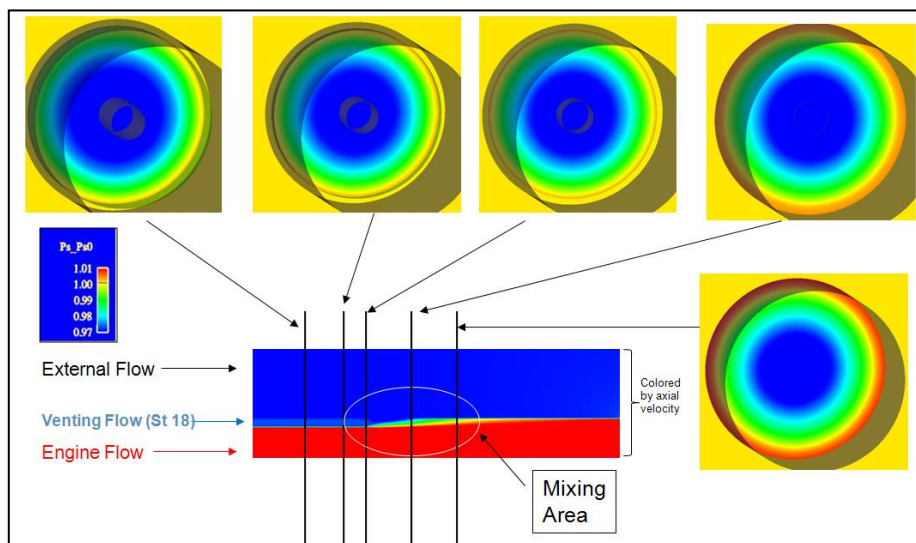 Ps_Ps0
1.01
1.00
0.99
0.98
0.97
External Flow
Venting Flow (St 18)
Engine Flow
Colored
by axial
velocity
Mixing
Area